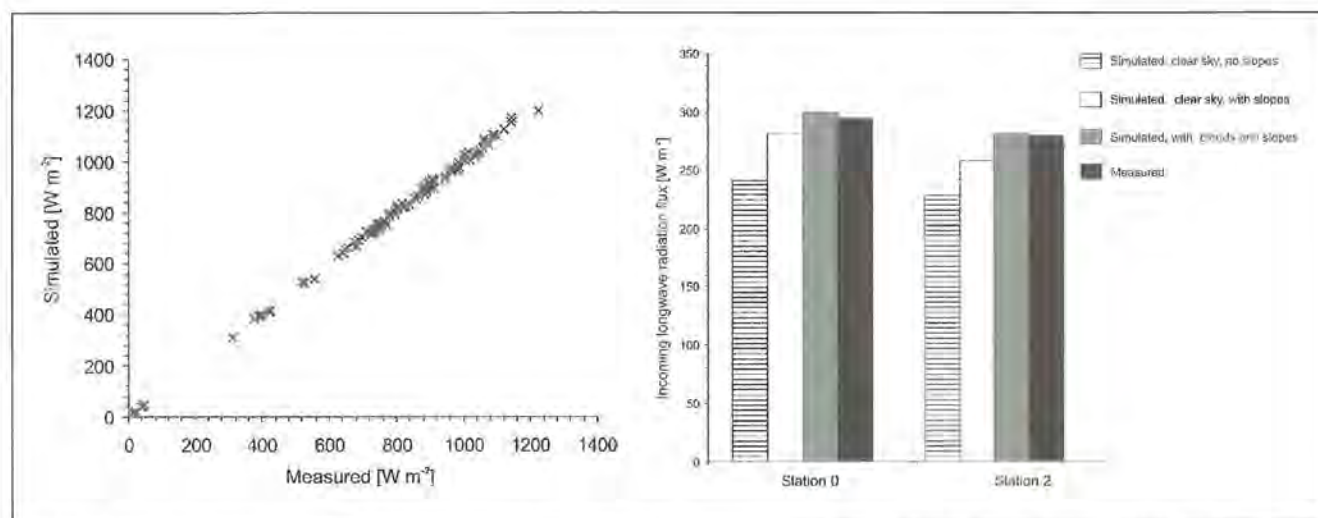 1400
1200
1000
800
600
400
200
0
Simulated [W m⁻²]
0 200 400 600 800 1000 1200 1400
Measured [W m⁻²]
350
300
250
200
150
100
50
0
Incoming longwave radiation flux [W m⁻²]
Station 0 Station 2
Simulated, clear sky, no slopes
Simulated, clear sky, with slopes
Simulated, with clouds and slopes
Measured